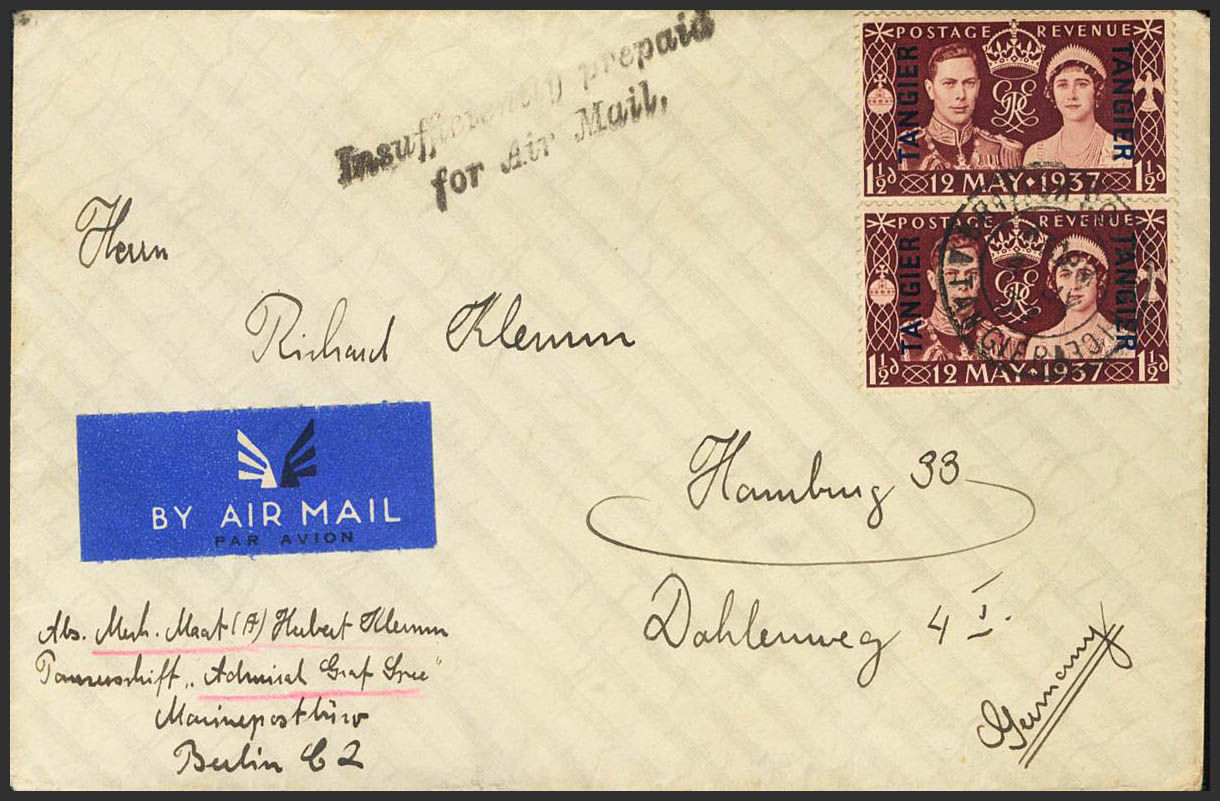 Insufficiently prepaid
for Air Mail.
POSTAGE REVENUE
TANGIER TANGIER
1½d 12 MAY 1937 1½d
POSTAGE REVENUE
TANGIER TANGIER
1½d 12 MAY 1937 1½d
Herrn
Richard Klemm
BY AIR MAIL
PAR AVION
Hamburg 33
Dahlenweg 4 I.
Germany
Abs. Mech. Maat (A) Hubert Klemm
Panzerschiff „Admiral Graf Spee“
Marinepostbüro
Berlin C 2